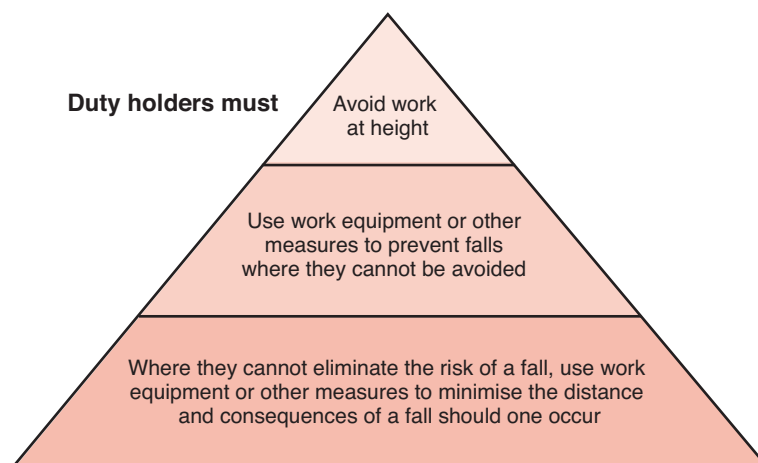 Duty holders must
Avoid work
at height
Use work equipment or other
measures to prevent falls
where they cannot be avoided
Where they cannot eliminate the risk of a fall, use work
equipment or other measures to minimise the distance
and consequences of a fall should one occur